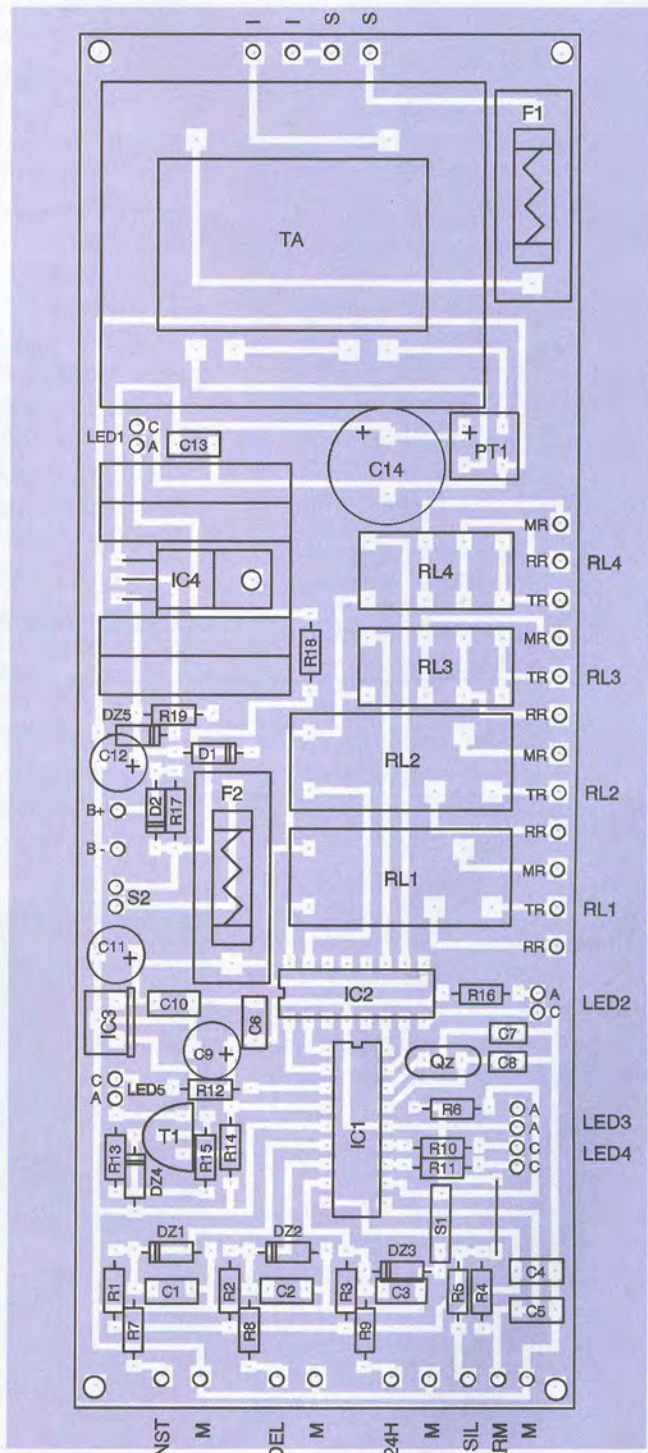 I I S S
F1
TA
LED1 C
A
C13
+
C14
+
PT1
MR
IC4
RL4
RR RL4
TR
MR
R18
RL3
TR RL3
RR
DZ5
R19
C12
+
D1
RL2
MR
F2
B+
D2
R17
TR RL2
RR
B-
RL1
MR
S2
TR RL1
RR
C11
+
IC2
R16
A
C
LED2
IC3
C10
C6
C7
C9
+
Qz
C8
C
A
LED5
R12
IC1
R6
A
A
LED3
T1
R10
C
LED4
R13
R15
R14
R11
C
DZ4
S1
DZ1
DZ2
DZ3
R1
C1
R2
C2
R3
C3
R5
R4
C4
C5
R7
R8
R9
NST M DEL M 24H M SIL RM M